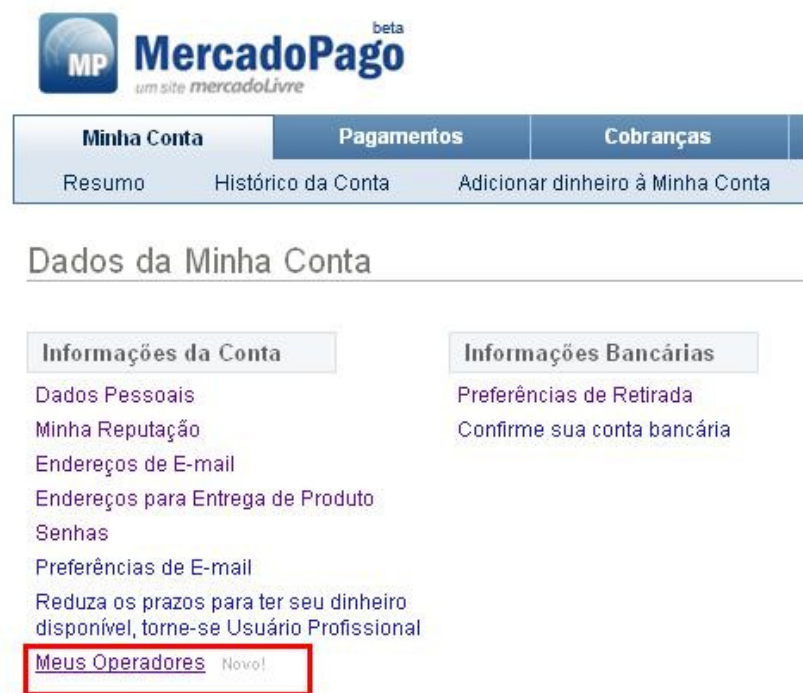 MP MercadoPago beta
um site mercadoLivre
Minha Conta Pagamentos Cobranças
Resumo Histórico da Conta Adicionar dinheiro à Minha Conta
Dados da Minha Conta
Informações da Conta
Dados Pessoais
Minha Reputação
Endereços de E-mail
Endereços para Entrega de Produto
Senhas
Preferências de E-mail
Reduza os prazos para ter seu dinheiro
disponível, torne-se Usuário Profissional
Meus Operadores Novo!
Informações Bancárias
Preferências de Retirada
Confirme sua conta bancária